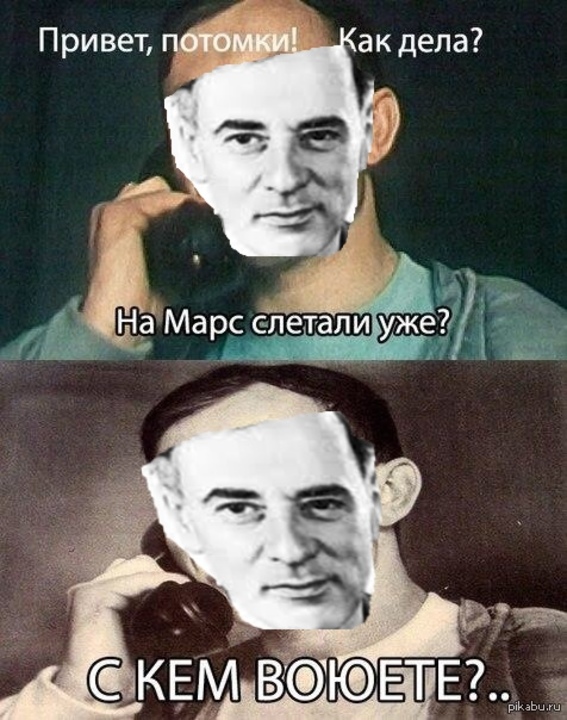 Привет, потомки! Как дела?
На Марс слетали уже?
С КЕМ ВОЮЕТЕ?..
pikabu.ru